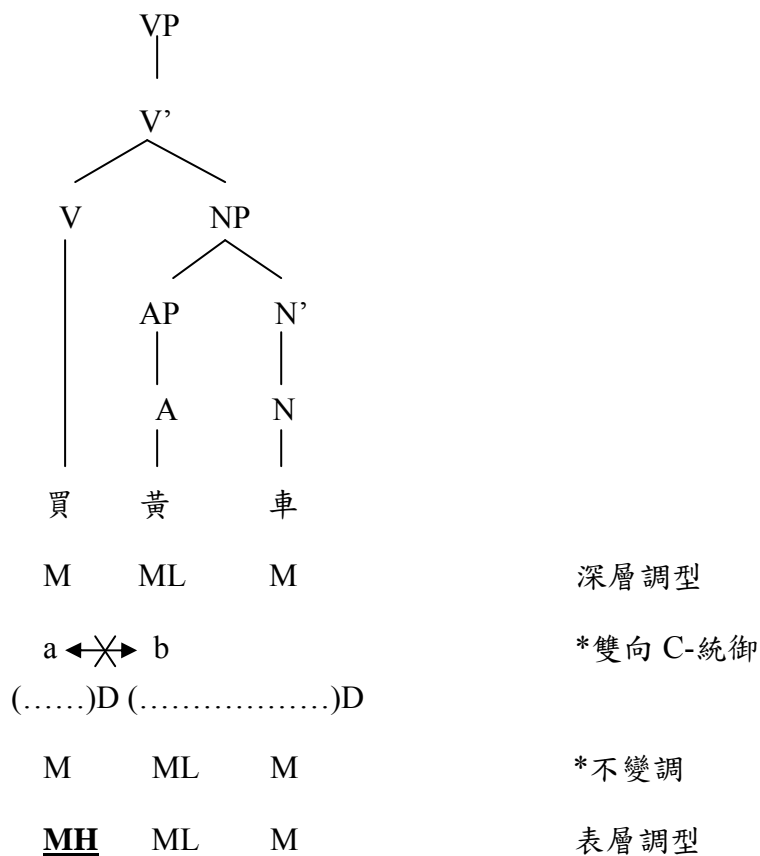 VP
V’
V NP
AP N’
A N
買 黃 車
M ML M 深層調型
a b *雙向 C-統御
(……)D (………………)D
M ML M *不變調
MH ML M 表層調型